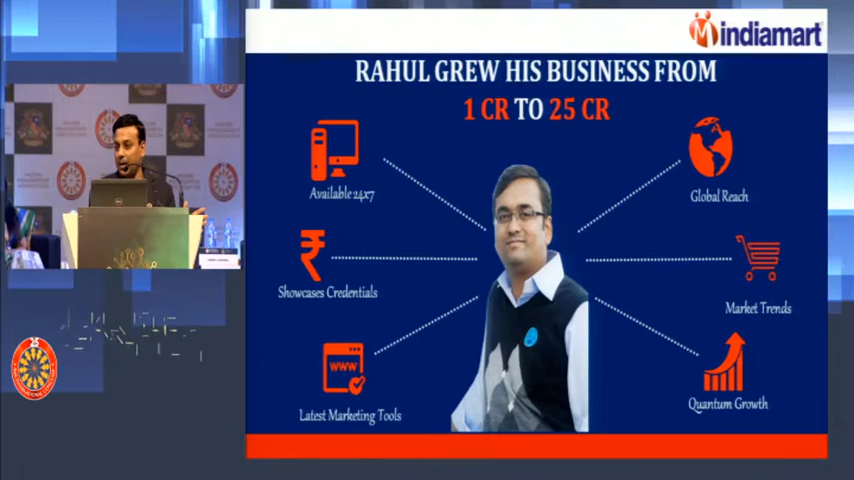 indiamart
RAHUL GREW HIS BUSINESS FROM
1 CR TO 25 CR
Available 24x7
Global Reach
Showcases Credentials
Market Trends
WWW
Latest Marketing Tools
Quantum Growth
25